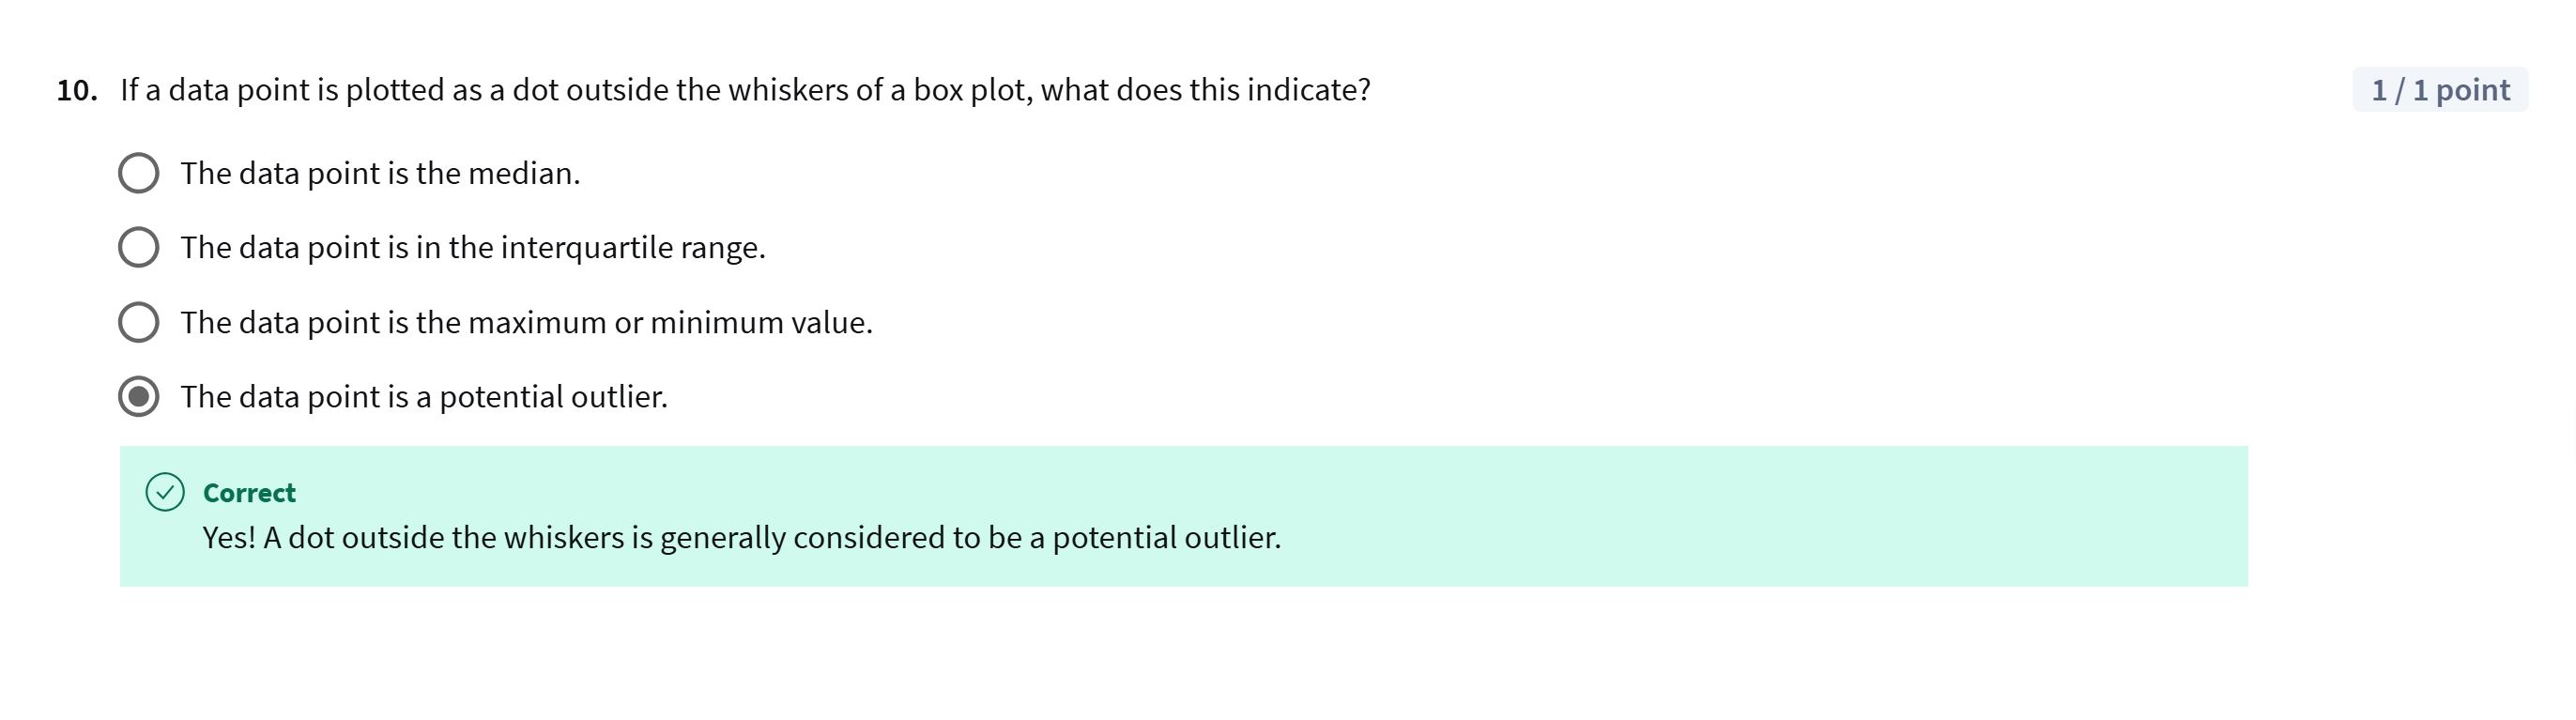 10. If a data point is plotted as a dot outside the whiskers of a box plot, what does this indicate?
1 / 1 point
The data point is the median.
The data point is in the interquartile range.
The data point is the maximum or minimum value.
The data point is a potential outlier.
Correct
Yes! A dot outside the whiskers is generally considered to be a potential outlier.